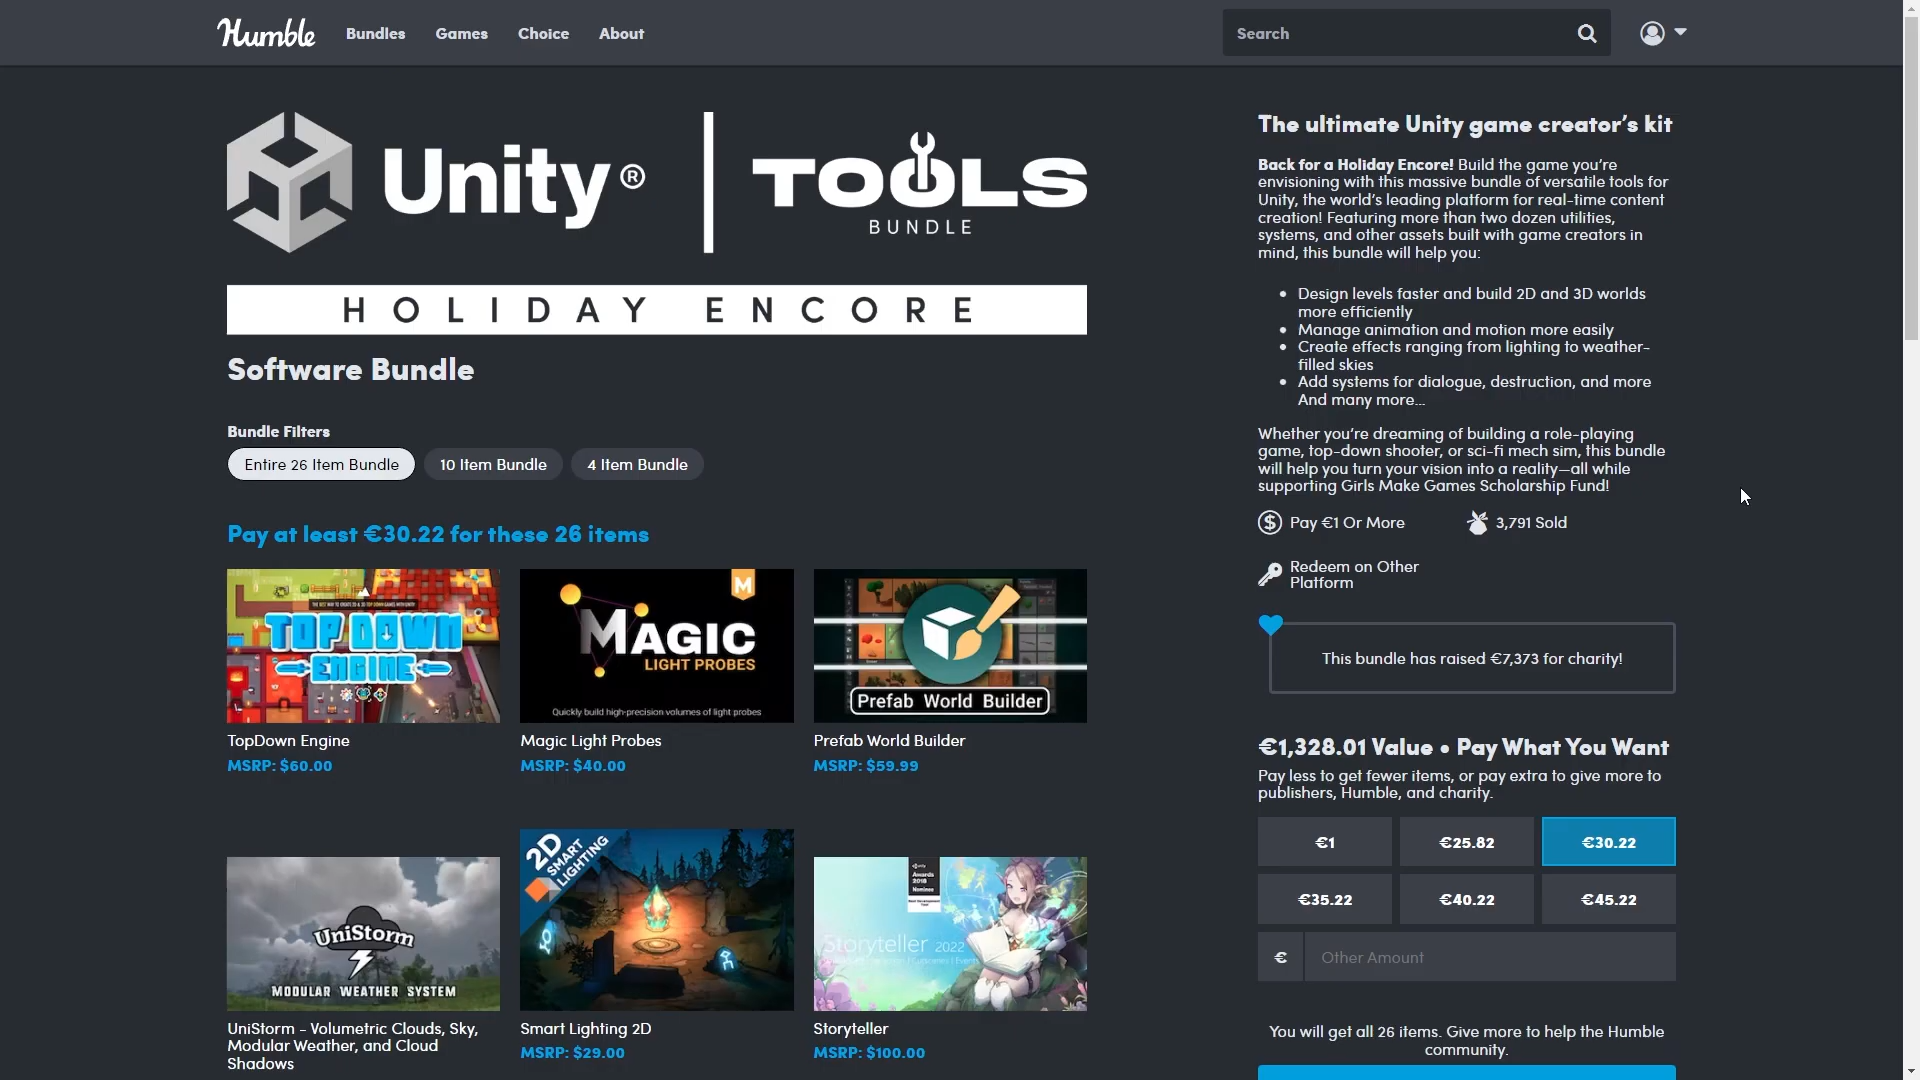 Humble
Bundles
Games
Choice
About
Search
Unity®
TOOLS
BUNDLE
HOLIDAY ENCORE
Software Bundle
Bundle Filters
Entire 26 Item Bundle
10 Item Bundle
4 Item Bundle
Pay at least €30.22 for these 26 items
TOP DOWN
ENGINE
TopDown Engine
MSRP: $60.00
M
MAGIC
LIGHT PROBES
Quickly build high-precision volumes of light probes
Magic Light Probes
MSRP: $40.00
Prefab World Builder
Prefab World Builder
MSRP: $59.99
UniStorm
MODULAR WEATHER SYSTEM
UniStorm - Volumetric Clouds, Sky,
Modular Weather, and Cloud
Shadows
2D
SMART
LIGHTING
Smart Lighting 2D
MSRP: $29.00
Awards
2018
Nominee
Storyteller 2022
Storyteller
MSRP: $100.00
The ultimate Unity game creator’s kit
Back for a Holiday Encore! Build the game you’re
envisioning with this massive bundle of versatile tools for
Unity, the world’s leading platform for real-time content
creation! Featuring more than two dozen utilities,
systems, and other assets built with game creators in
mind, this bundle will help you:
• Design levels faster and build 2D and 3D worlds
more efficiently
• Manage animation and motion more easily
• Create effects ranging from lighting to weather-
filled skies
• Add systems for dialogue, destruction, and more
And many more…
Whether you’re dreaming of building a role-playing
game, top-down shooter, or sci-fi mech sim, this bundle
will help you turn your vision into a reality—all while
supporting Girls Make Games Scholarship Fund!
$ Pay €1 Or More
3,791 Sold
Redeem on Other
Platform
This bundle has raised €7,373 for charity!
€1,328.01 Value • Pay What You Want
Pay less to get fewer items, or pay extra to give more to
publishers, Humble, and charity.
€1
€25.82
€30.22
€35.22
€40.22
€45.22
€
Other Amount
You will get all 26 items. Give more to help the Humble
community.